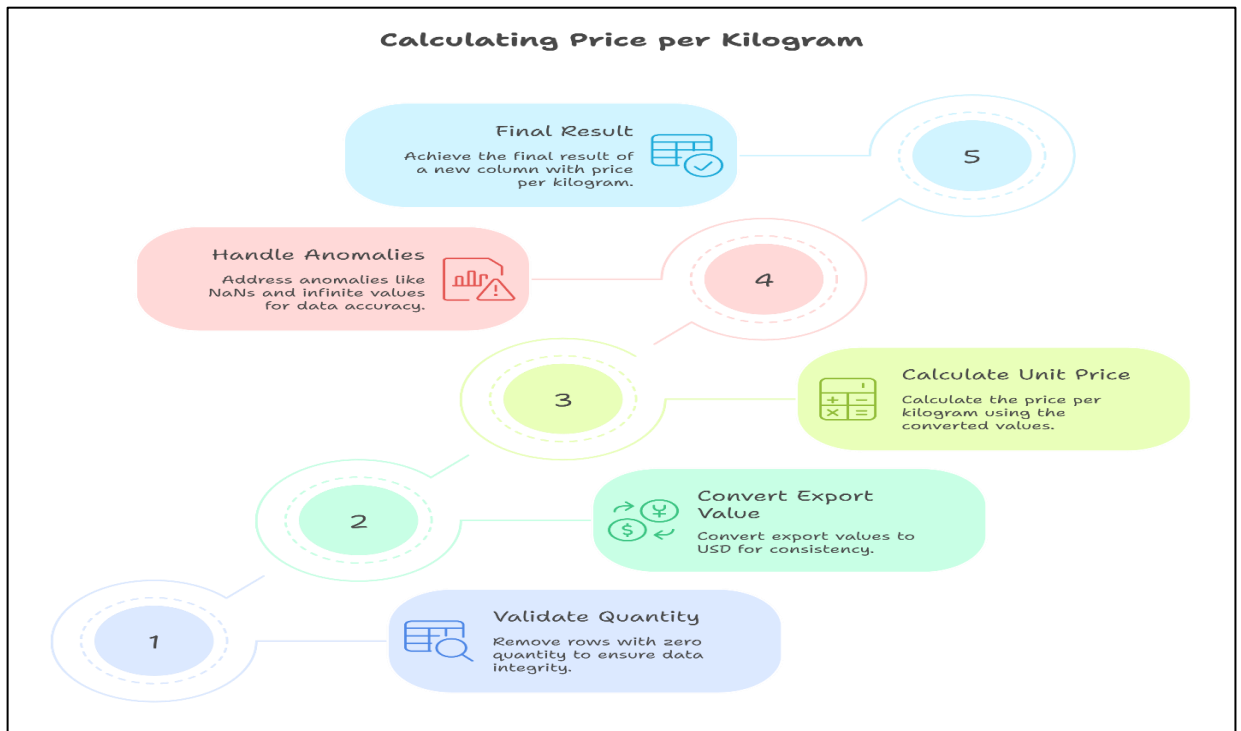 Calculating Price per Kilogram
Final Result
Achieve the final result of
a new column with price
per kilogram.
5
Handle Anomalies
Address anomalies like
NaNs and infinite values
for data accuracy.
4
3
Calculate Unit Price
Calculate the price per
kilogram using the
converted values.
2
Convert Export
Value
Convert export values to
USD for consistency.
1
Validate Quantity
Remove rows with zero
quantity to ensure data
integrity.